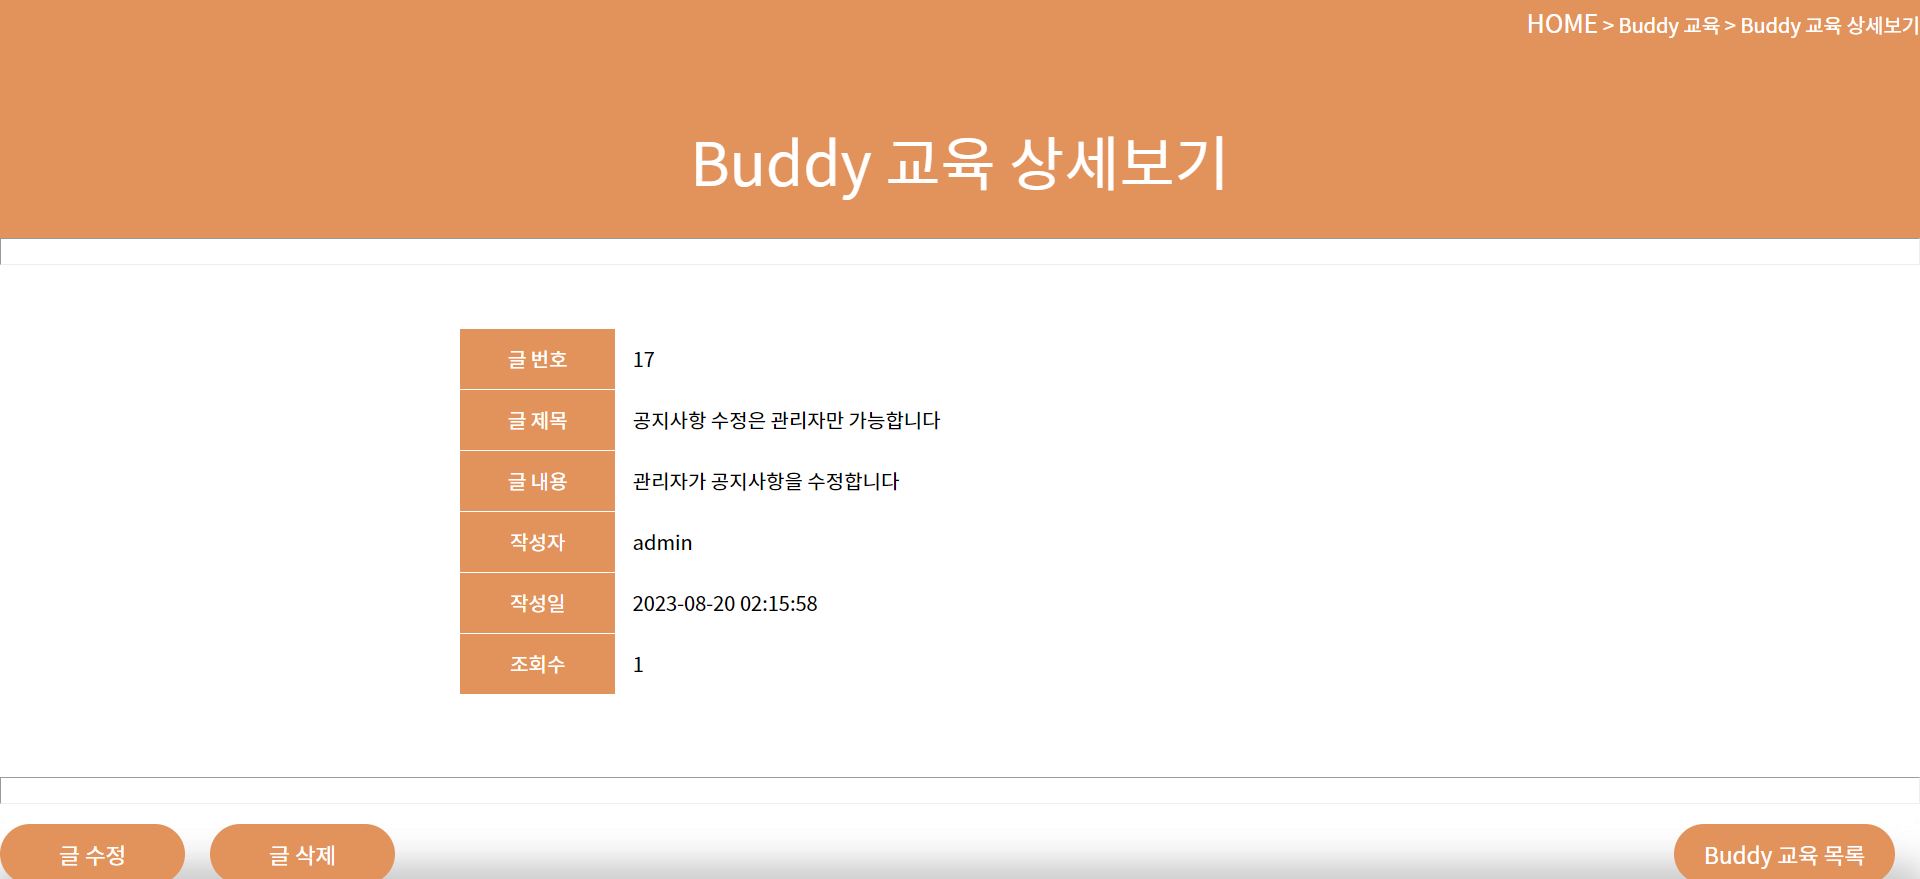 HOME > Buddy 교육 > Buddy 교육 상세보기
Buddy 교육 상세보기
글 번호 17
글 제목 공지사항 수정은 관리자만 가능합니다
글 내용 관리자가 공지사항을 수정합니다
작성자 admin
작성일 2023-08-20 02:15:58
조회수 1
글 수정 글 삭제 Buddy 교육 목록